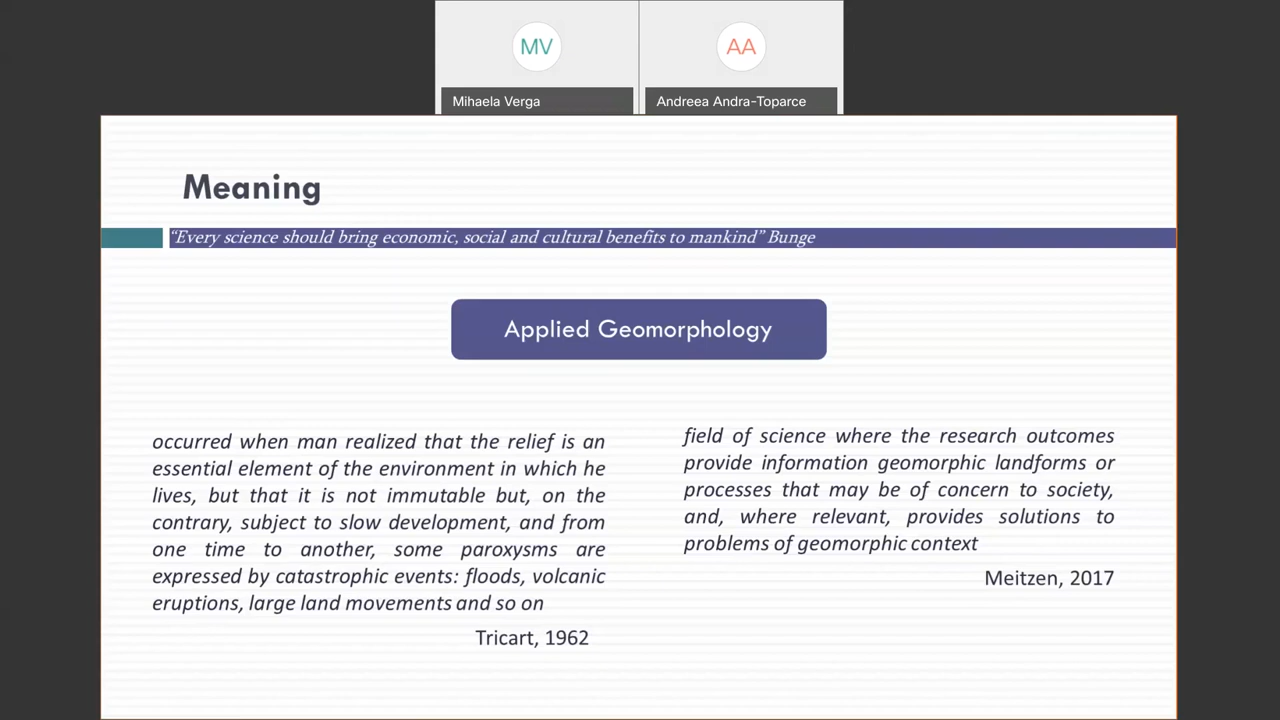 MV
AA
Mihaela Verga
Andreea Andra-Toparce
Meaning
“Every science should bring economic, social and cultural benefits to mankind” Bunge
Applied Geomorphology
occurred when man realized that the relief is an
essential element of the environment in which he
lives, but that it is not immutable but, on the
contrary, subject to slow development, and from
one time to another, some paroxysms are
expressed by catastrophic events: floods, volcanic
eruptions, large land movements and so on
Tricart, 1962
field of science where the research outcomes
provide information geomorphic landforms or
processes that may be of concern to society,
and, where relevant, provides solutions to
problems of geomorphic context
Meitzen, 2017